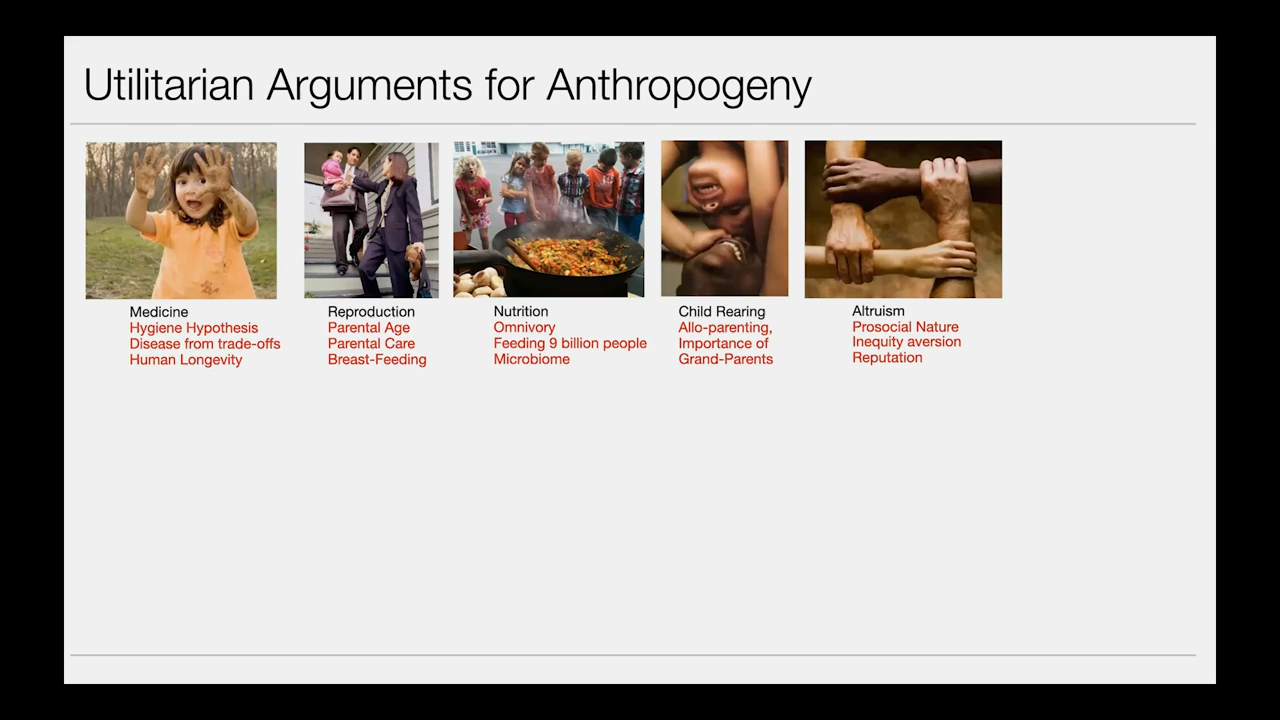 Utilitarian Arguments for Anthropogeny
Medicine
Hygiene Hypothesis
Disease from trade-offs
Human Longevity
Reproduction
Parental Age
Parental Care
Breast-Feeding
Nutrition
Omnivory
Feeding 9 billion people
Microbiome
Child Rearing
Allo-parenting,
Importance of
Grand-Parents
Altruism
Prosocial Nature
Inequity aversion
Reputation